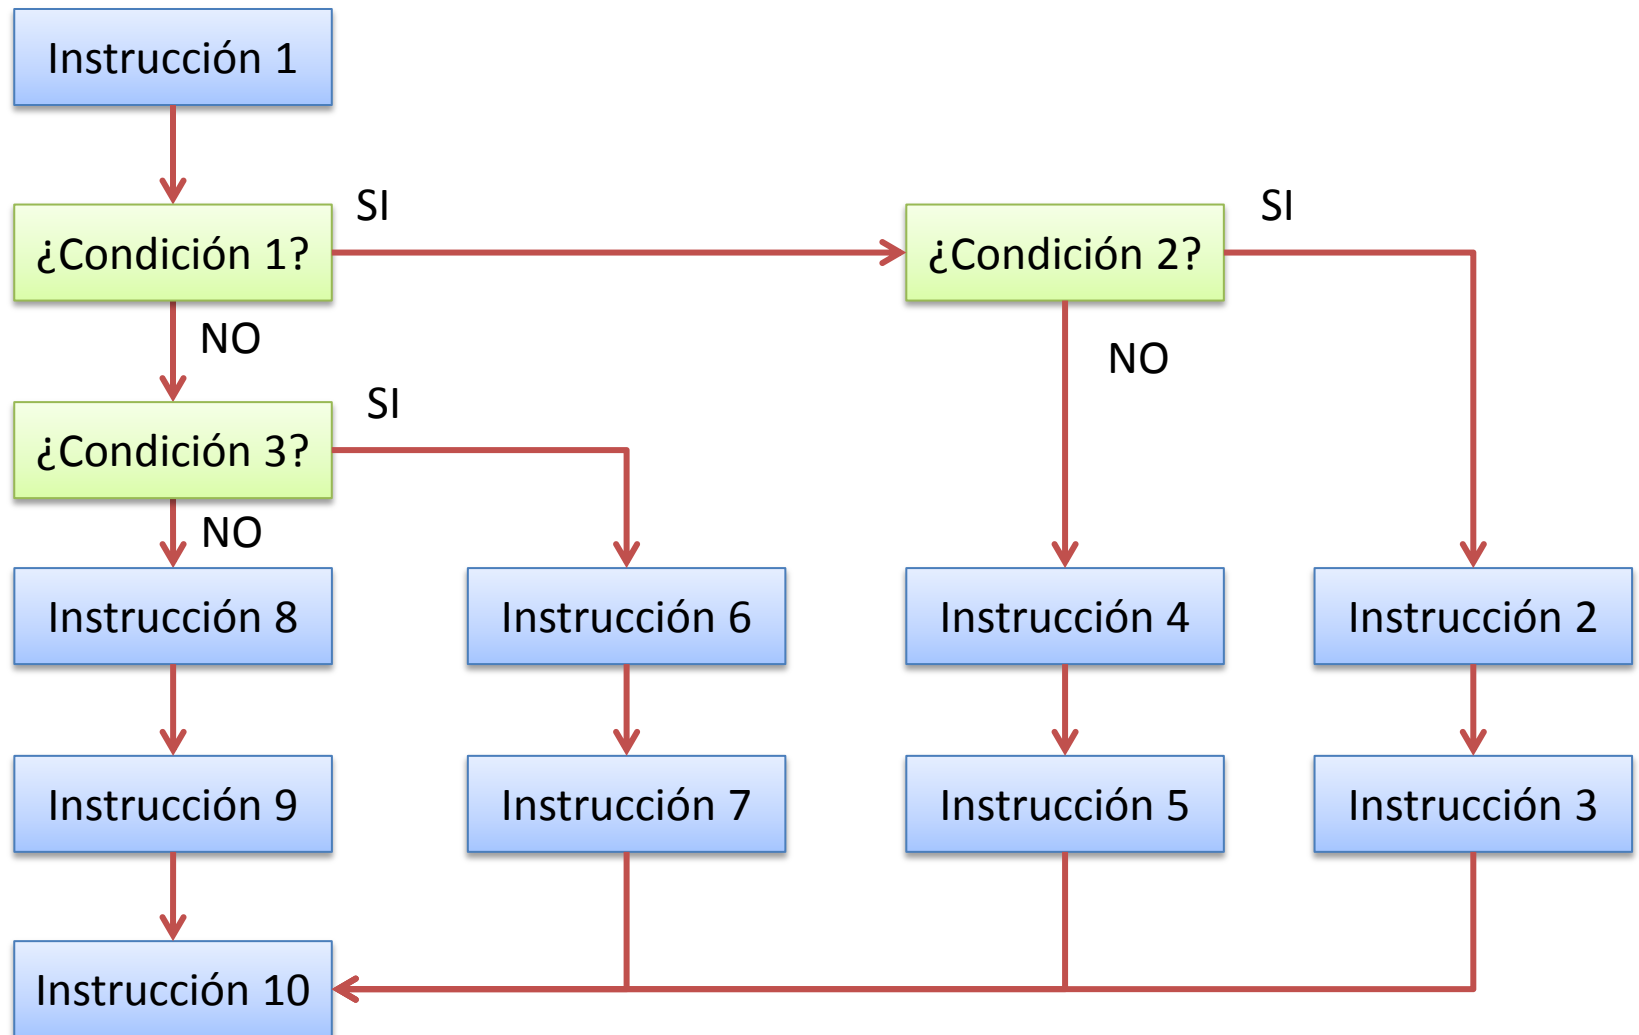 Instrucción 1
SI
SI
¿Condición 1?
¿Condición 2?
NO
NO
SI
¿Condición 3?
NO
Instrucción 8
Instrucción 6
Instrucción 4
Instrucción 2
Instrucción 9
Instrucción 7
Instrucción 5
Instrucción 3
Instrucción 10